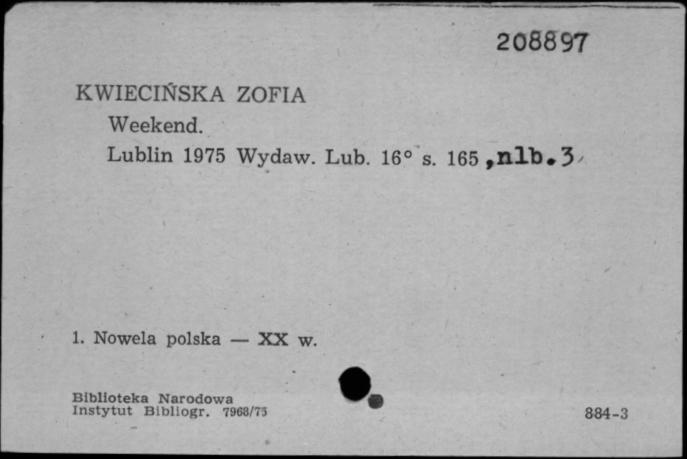 208897
KWIECIŃSKA ZOFIA
Weekend.
Lublin 1975 Wydaw. Lub. 16° s. 165 ,nlb.3
1. Nowela polska — XX w.
Biblioteka Narodowa
Instytut Bibliogr. 7968/75
884-3